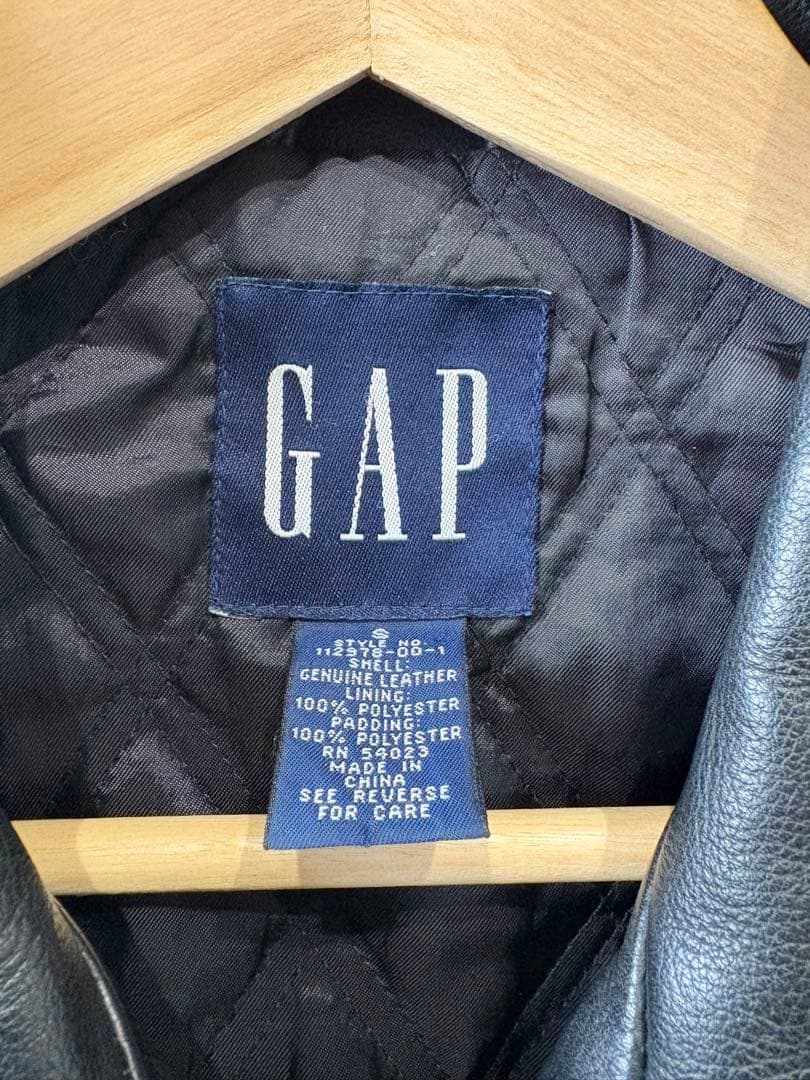 GAP
S
STYLE NO.
112978-00-1
SHELL:
GENUINE LEATHER
LINING:
100% POLYESTER
PADDING:
100% POLYESTER
RN 54023
MADE IN
CHINA
SEE REVERSE
FOR CARE